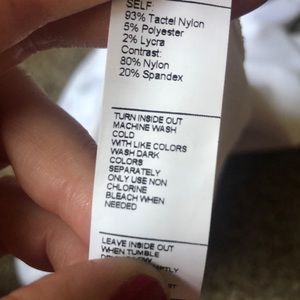 SELF:
93% Tactel Nylon
5% Polyester
2% Lycra
Contrast:
80% Nylon
20% Spandex
TURN INSIDE OUT
MACHINE WASH
COLD
WITH LIKE COLORS
WASH DARK
COLORS
SEPARATELY
ONLY USE NON
CHLORINE
BLEACH WHEN
NEEDED
LEAVE INSIDE OUT
WHEN TUMBLE